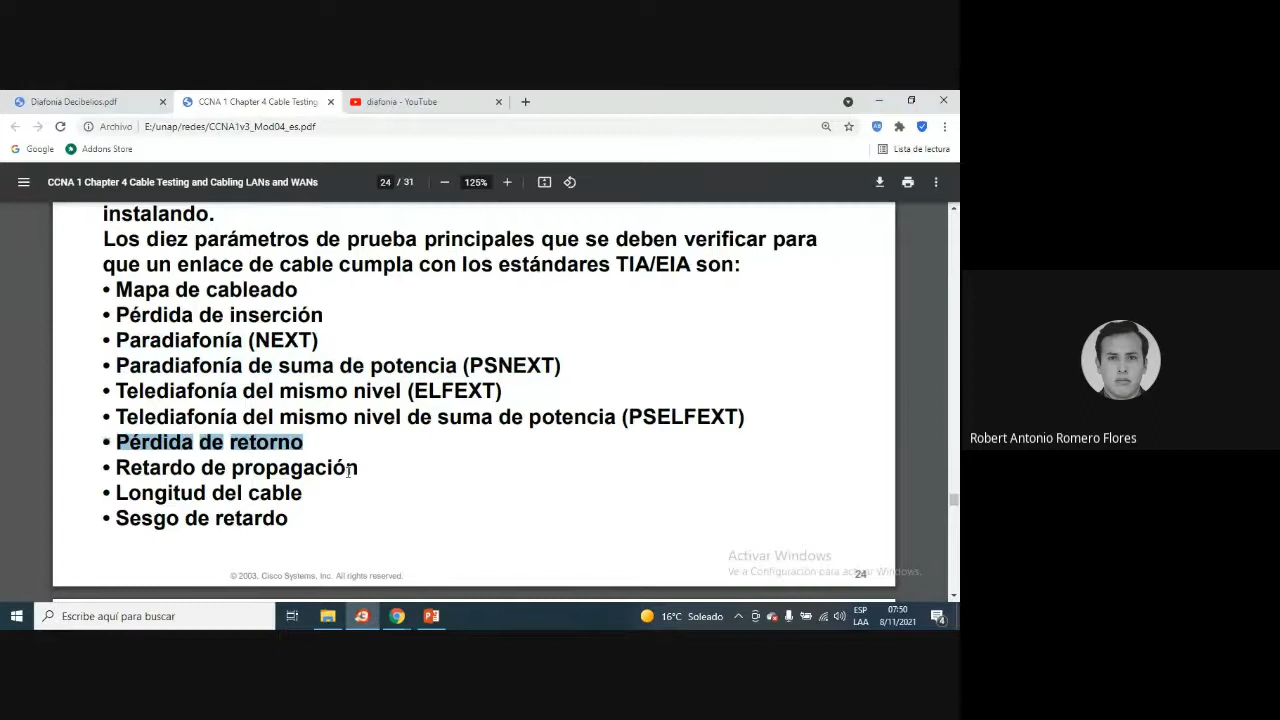 Diafonia Decibelios.pdf
CCNA 1 Chapter 4 Cable Testing
diafonia - YouTube
Archivo
E:/unap/redes/CCNA1v3_Mod04_es.pdf
Google
Addons Store
Lista de lectura
CCNA 1 Chapter 4 Cable Testing and Cabling LANs and WANs
24 / 31
125%
instalando.
Los diez parámetros de prueba principales que se deben verificar para
que un enlace de cable cumpla con los estándares TIA/EIA son:
• Mapa de cableado
• Pérdida de inserción
• Paradiafonía (NEXT)
• Paradiafonía de suma de potencia (PSNEXT)
• Telediafonía del mismo nivel (ELFEXT)
• Telediafonía del mismo nivel de suma de potencia (PSELFEXT)
• Pérdida de retorno
• Retardo de propagación
• Longitud del cable
• Sesgo de retardo
Activar Windows
Ve a Configuración para activar Windows.
© 2003, Cisco Systems, Inc. All rights reserved.
24
Escribe aquí para buscar
16°C Soleado
ESP
LAA
07:50
8/11/2021
4
Robert Antonio Romero Flores